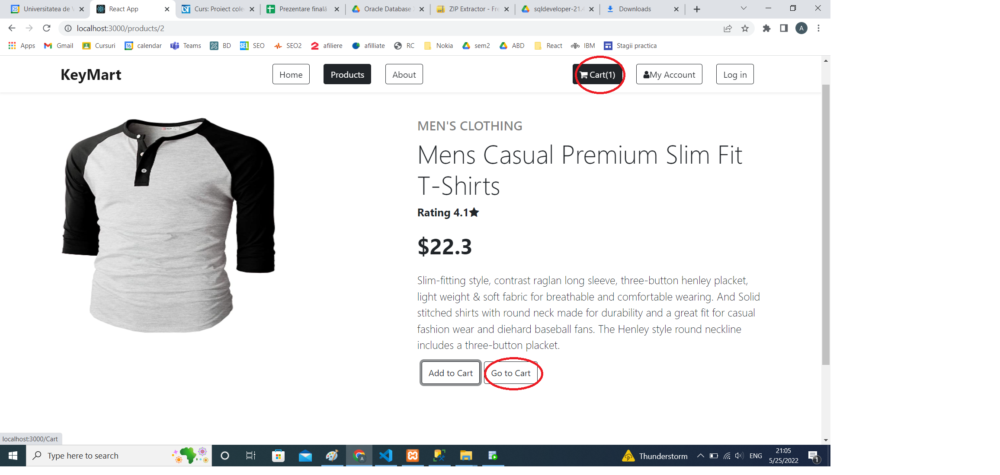 Universitatea de V
React App
Curs: Proiect cole
Prezentare finală
Oracle Database X
ZIP Extractor - Fre
sqldeveloper-21.4
Downloads
localhost:3000/products/2
A
Apps
Gmail
Cursuri
calendar
Teams
BD
SEO
SEO2
afiliere
afilliate
RC
Nokia
sem2
ABD
React
IBM
Stagii practica
KeyMart
Home
Products
About
Cart(1)
My Account
Log in
MEN'S CLOTHING
Mens Casual Premium Slim Fit
T-Shirts
Rating 4.1
$22.3
Slim-fitting style, contrast raglan long sleeve, three-button henley placket,
light weight & soft fabric for breathable and comfortable wearing. And Solid
stitched shirts with round neck made for durability and a great fit for casual
fashion wear and diehard baseball fans. The Henley style round neckline
includes a three-button placket.
Add to Cart
Go to Cart
localhost:3000/Cart
Type here to search
Thunderstorm
ENG
21:05
5/25/2022
1